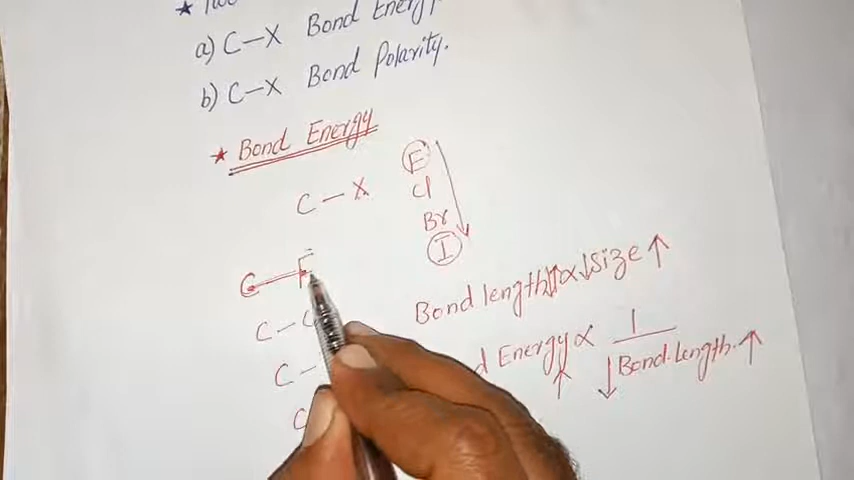 ★
a) C—X Bond Energy
b) C—X Bond Polarity.
★ Bond Energy
C — X
F
Cl
Br
I
C — F
C —
C —
C
Bond length↑↓ ∝ ↓Size ↑
Energy ∝ 1
↑ ↓ Bond-Length. ↑